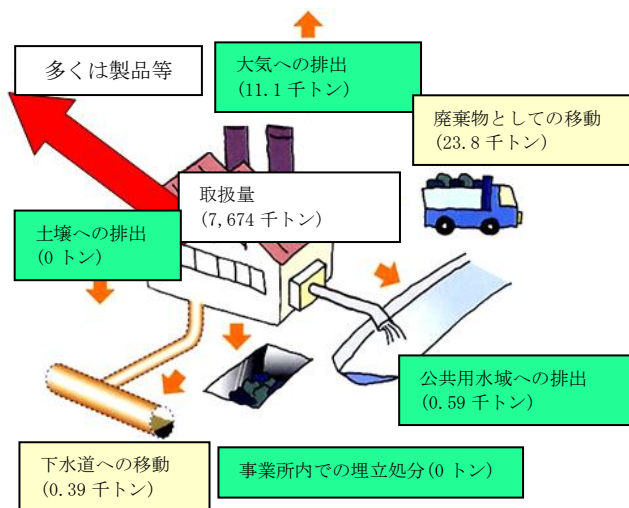 多くは製品等
大気への排出
(11.1 千トン)
廃棄物としての移動
(23.8 千トン)
取扱量
(7,674 千トン)
土壌への排出
(0 トン)
公共用水域への排出
(0.59 千トン)
下水道への移動
(0.39 千トン)
事業所内での埋立処分(0 トン)